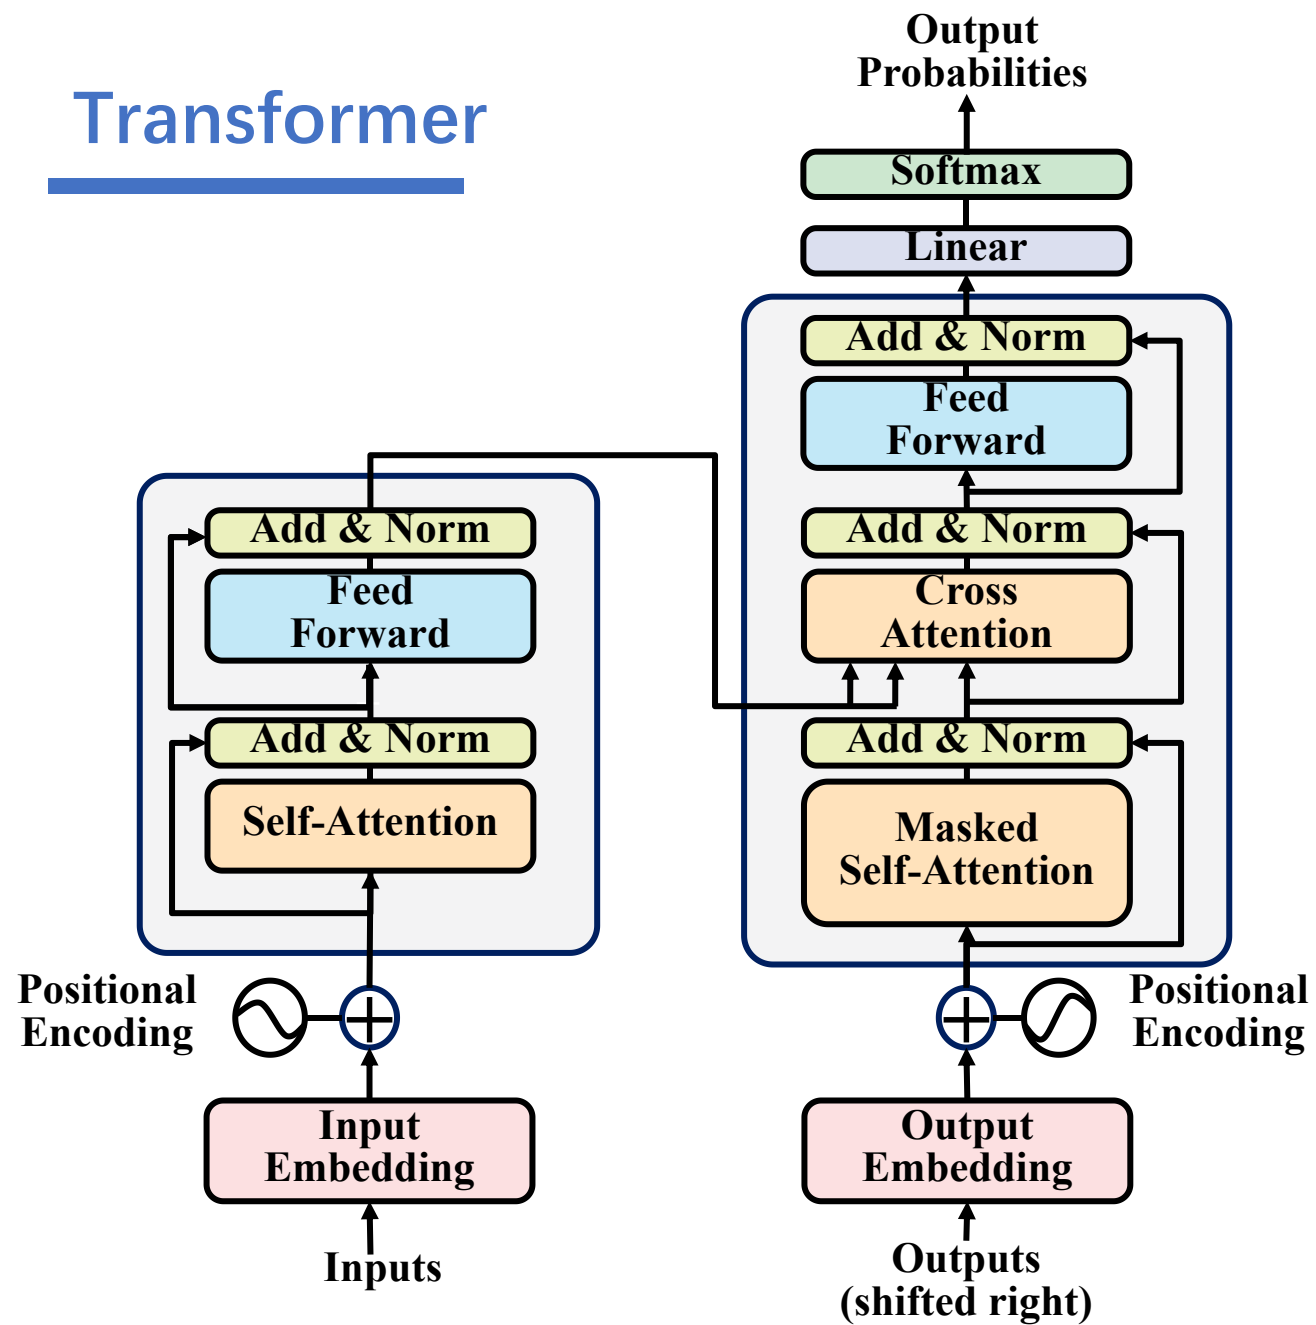 Transformer
Output
Probabilities
Softmax
Linear
Add & Norm
Feed
Forward
Add & Norm
Cross
Attention
Add & Norm
Masked
Self-Attention
Positional
Encoding
Output
Embedding
Outputs
(shifted right)
Add & Norm
Feed
Forward
Add & Norm
Self-Attention
Positional
Encoding
Input
Embedding
Inputs